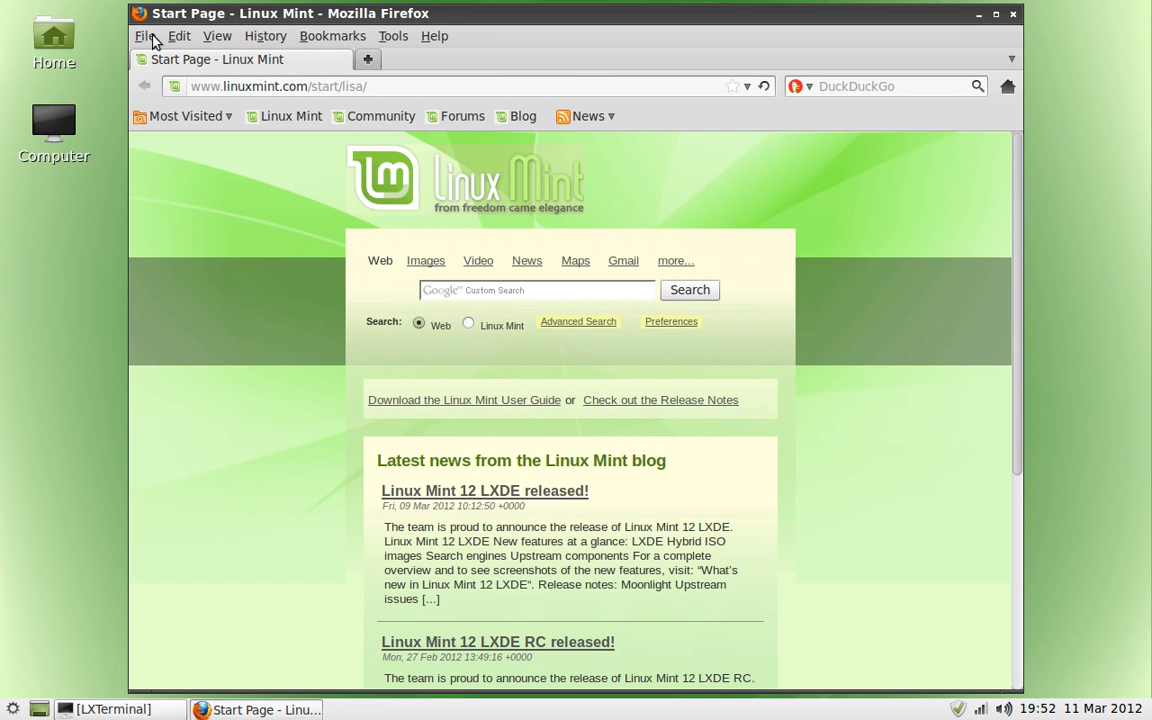 Start Page - Linux Mint - Mozilla Firefox
Home
Computer
File Edit View History Bookmarks Tools Help
Start Page - Linux Mint
www.linuxmint.com/start/lisa/
DuckDuckGo
Most Visited Linux Mint Community Forums Blog News
Linux Mint
from freedom came elegance
Web Images Video News Maps Gmail more...
Google™ Custom Search
Search
Search: Web Linux Mint Advanced Search Preferences
Download the Linux Mint User Guide or Check out the Release Notes
Latest news from the Linux Mint blog
Linux Mint 12 LXDE released!
Fri, 09 Mar 2012 10:12:50 +0000
The team is proud to announce the release of Linux Mint 12 LXDE.
Linux Mint 12 LXDE New features at a glance: LXDE Hybrid ISO
images Search engines Upstream components For a complete
overview and to see screenshots of the new features, visit: “What’s
new in Linux Mint 12 LXDE“. Release notes: Moonlight Upstream
issues [...]
Linux Mint 12 LXDE RC released!
Mon, 27 Feb 2012 13:49:16 +0000
The team is proud to announce the release of Linux Mint 12 LXDE RC.
[LXTerminal]
Start Page - Linu...
19:52 11 Mar 2012